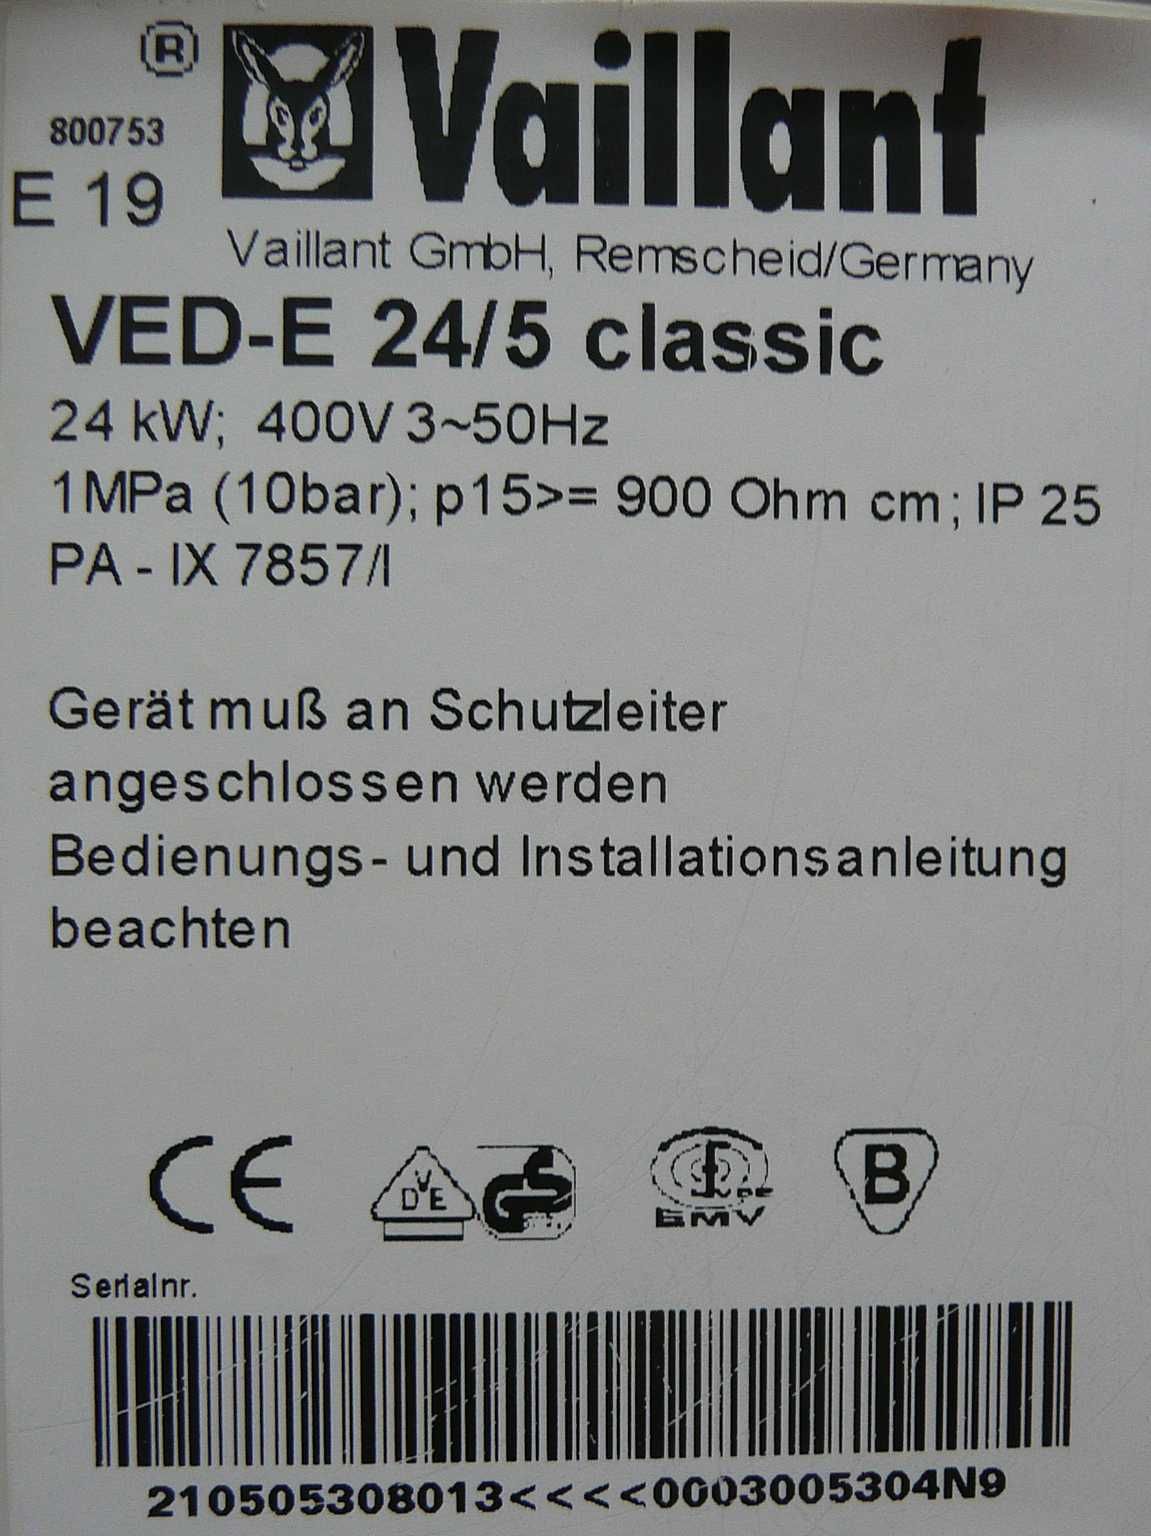 ®
Vaillant
800753
E 19
Vaillant GmbH, Remscheid/Germany
VED-E 24/5 classic
24 kW; 400V 3~50Hz
1MPa (10bar); p15>= 900 Ohm cm; IP 25
PA - IX 7857/I
Gerät muß an Schutzleiter
angeschlossen werden
Bedienungs- und Installationsanleitung
beachten
CE
VDE
EMV
B
Serialnr.
210505308013<<<<0003005304N9